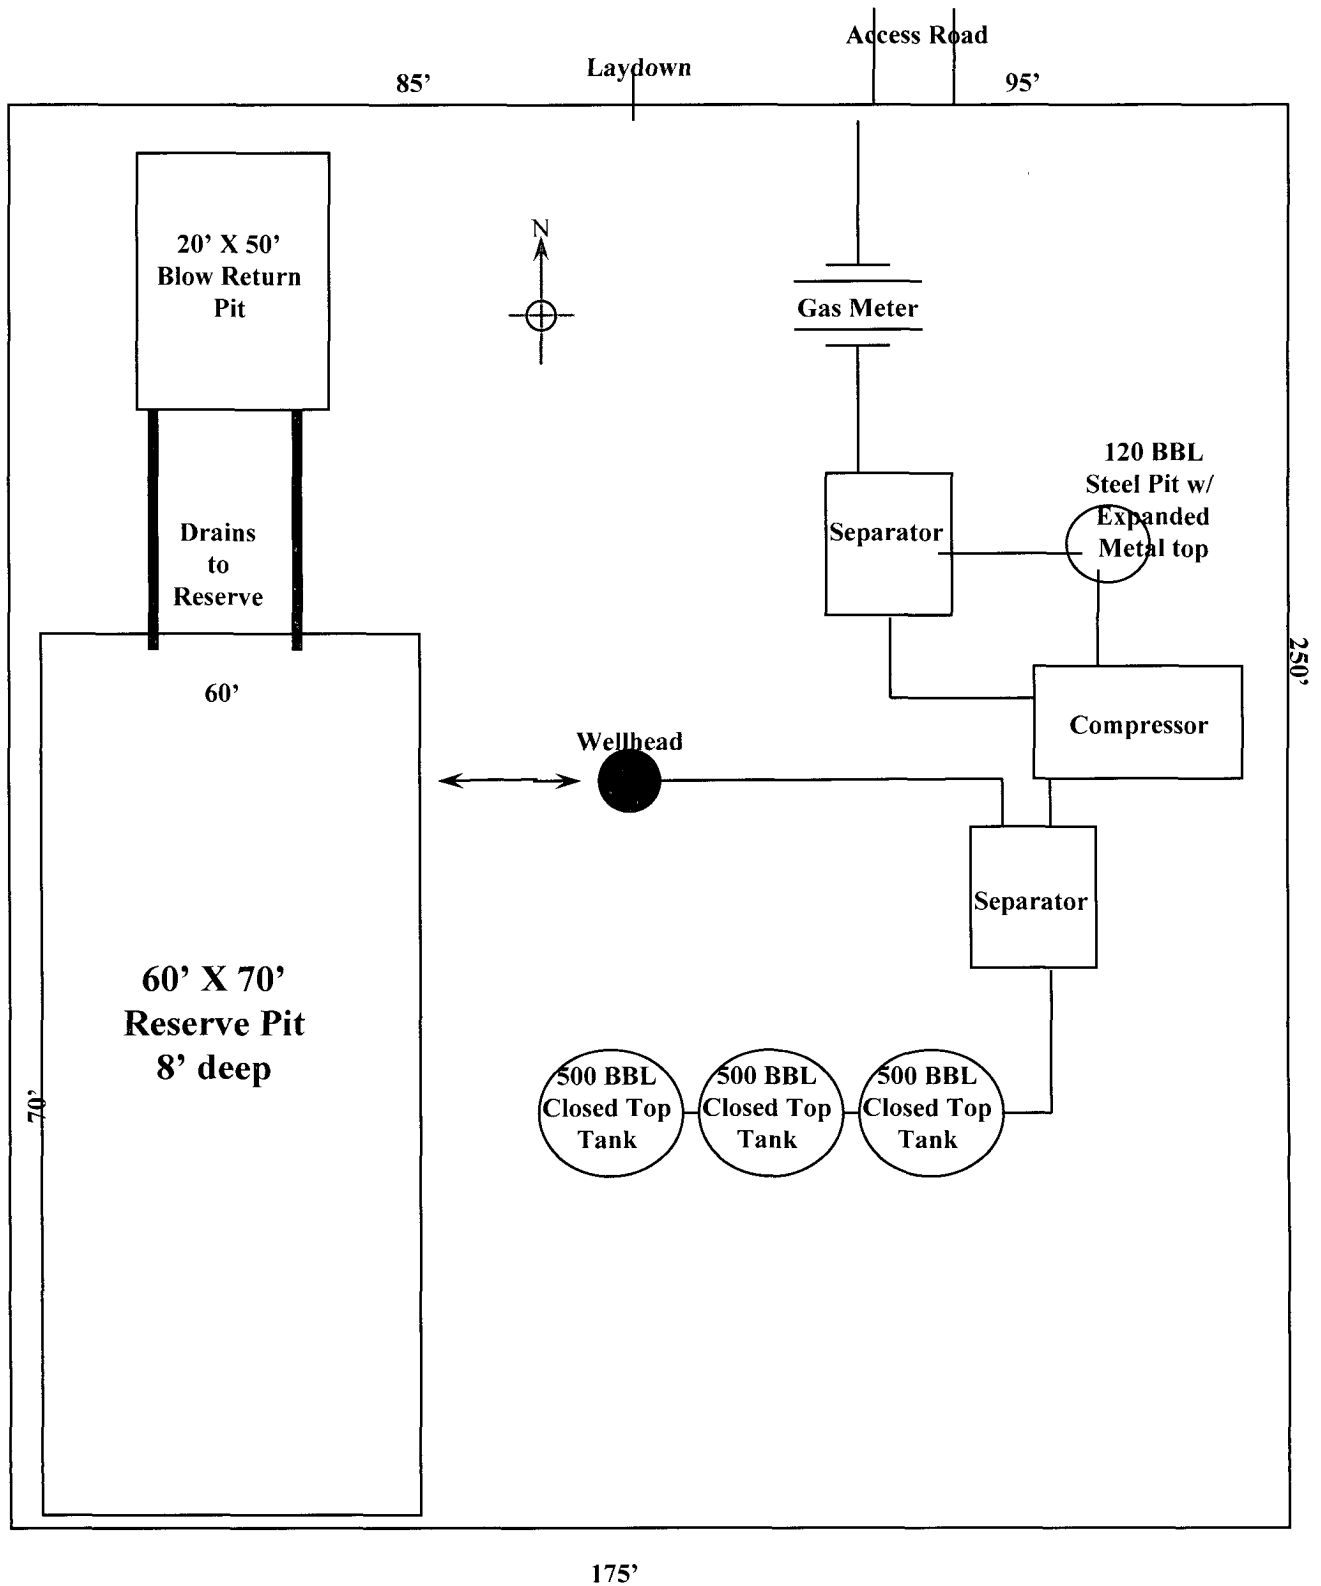 Access Road
Laydown
85’
95’
20’ X 50’
Blow Return
Pit
N
Gas Meter
120 BBL
Steel Pit w/
Expanded
Metal top
Separator
Drains
to
Reserve
250’
60’
Compressor
Wellhead
Separator
60’ X 70’
Reserve Pit
8’ deep
70’
500 BBL
Closed Top
Tank
500 BBL
Closed Top
Tank
500 BBL
Closed Top
Tank
175’